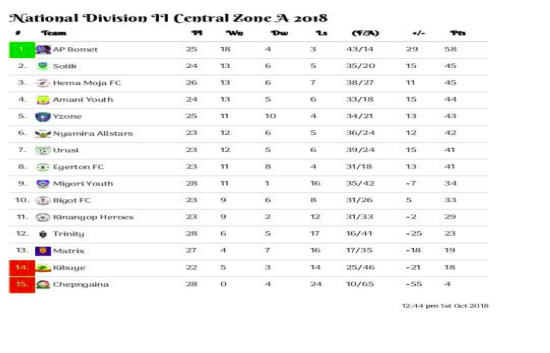 National Division II Central Zone A 2018
# Team Pl Wn Dw Ls (F/A) +/- Pts
1. AP Bomet 25 18 4 3 43/14 29 58
2. Sotik 24 13 6 5 35/20 15 45
3. Hema Moja FC 26 13 6 7 38/27 11 45
4. Amani Youth 24 13 5 6 33/18 15 44
5. Yzone 25 11 10 4 34/21 13 43
6. Nyamira Allstars 23 12 6 5 36/24 12 42
7. Urusi 23 12 5 6 39/24 15 41
8. Egerton FC 23 11 8 4 31/18 13 41
9. Migori Youth 28 11 1 16 35/42 -7 34
10. Bigot FC 23 9 6 8 31/26 5 33
11. Kinangop Heroes 23 9 2 12 31/33 -2 29
12. Trinity 28 6 5 17 16/41 -25 23
13. Matrix 27 4 7 16 17/35 -18 19
14. Kibuye 22 5 3 14 25/46 -21 18
15. Chepngaina 28 0 4 24 10/65 -55 4
12:44 pm 1st Oct 2018